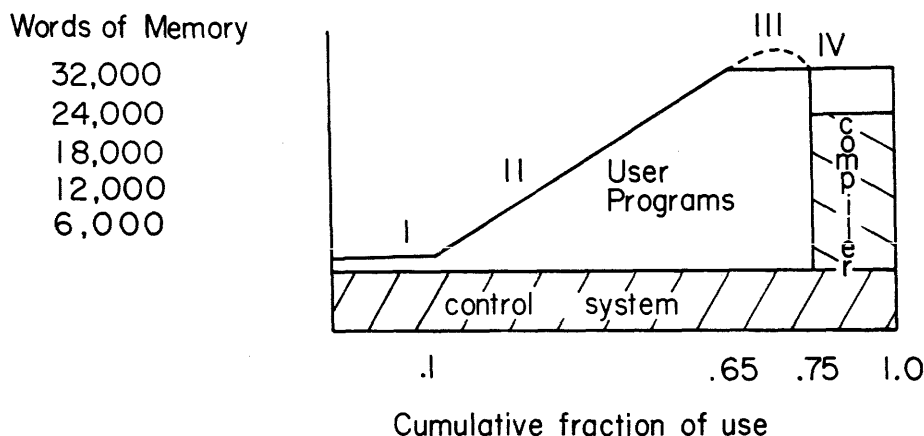 Words of Memory
32,000
24,000
18,000
12,000
6,000
I
II
III
IV
User
Programs
compiler
control system
.1
.65
.75
1.0
Cumulative fraction of use